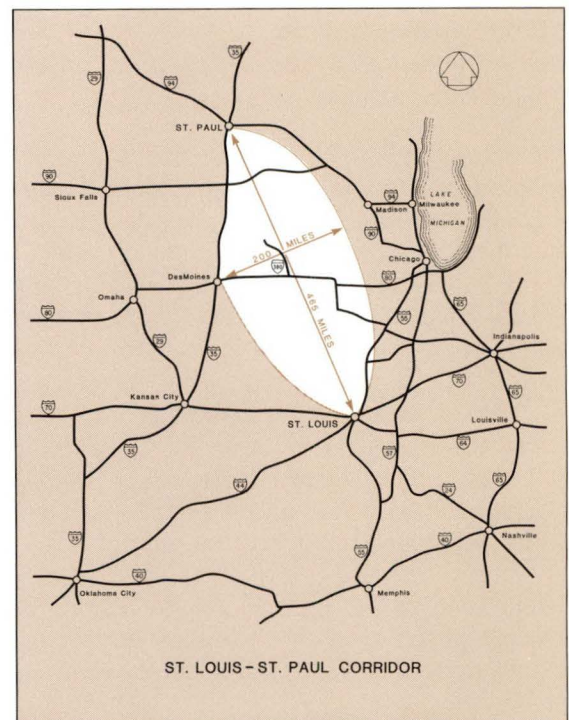 35
29
94
ST. PAUL
90
Sioux Falls
94
Madison
Milwaukee
LAKE
MICHIGAN
90
200 MILES
Chicago
DesMoines
380
80
Omaha
465 MILES
80
55
65
Indianapolis
29
35
70
Kansas City
70
65
ST. LOUIS
Louisville
64
35
57
44
24
65
35
55
40
Nashville
40
Oklahoma City
Memphis
ST. LOUIS – ST. PAUL CORRIDOR